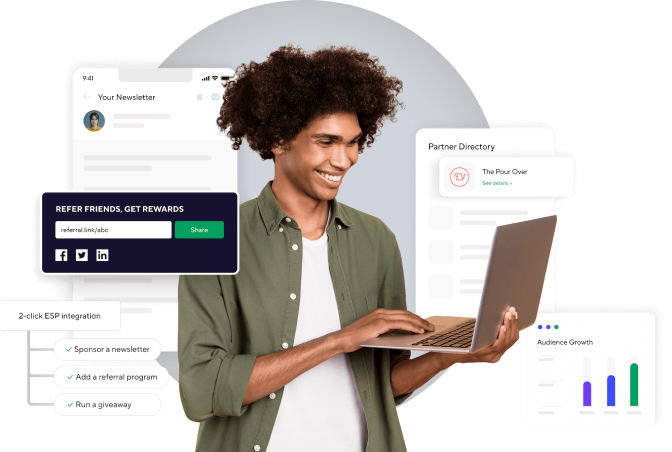 9:41
Your Newsletter
REFER FRIENDS, GET REWARDS
referral.link/abc
Share
2-click ESP integration
Sponsor a newsletter
Add a referral program
Run a giveaway
Partner Directory
The Pour Over
See details >
Audience Growth